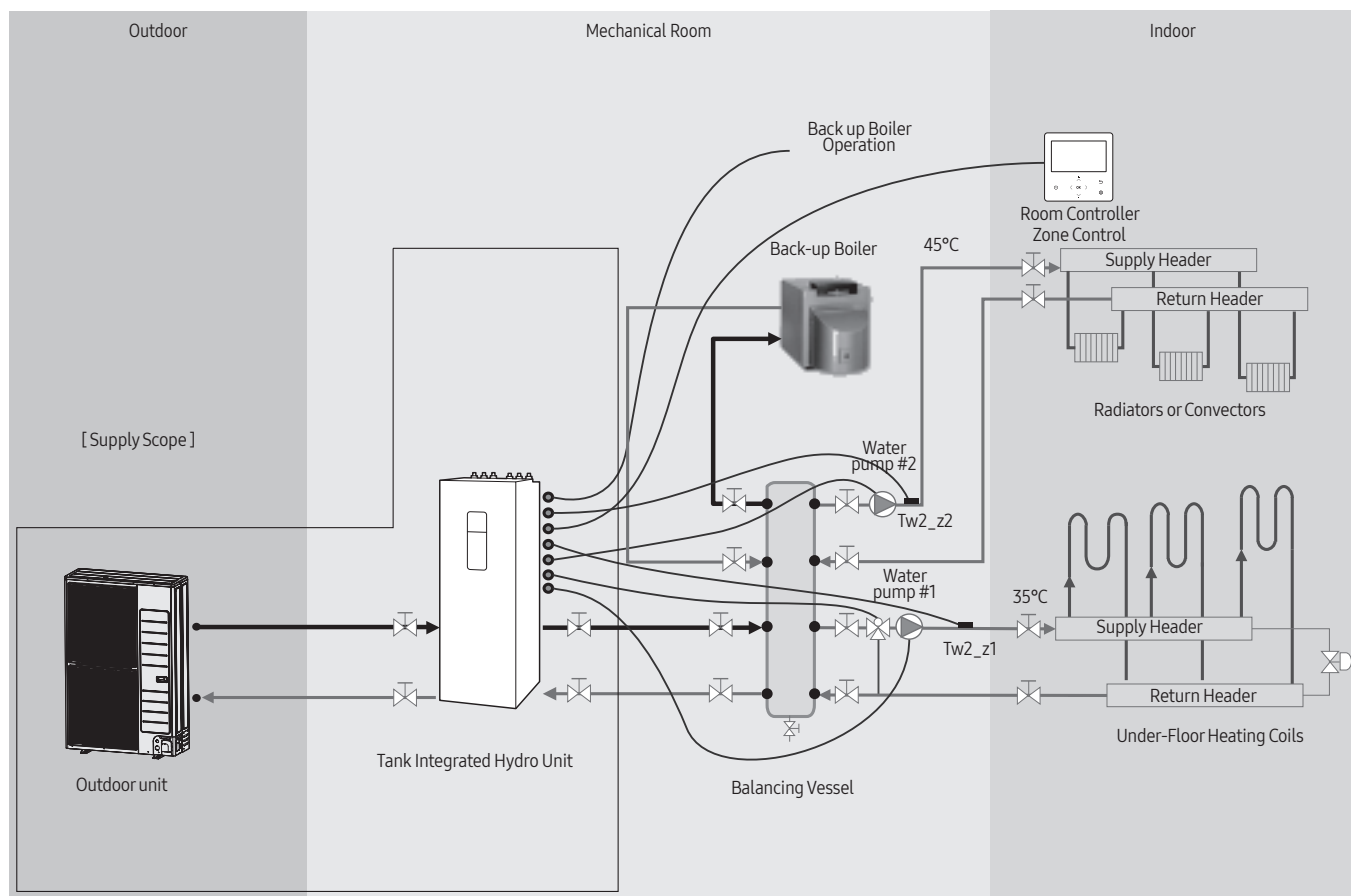 Outdoor
Mechanical Room
Indoor
Back up Boiler
Operation
Room Controller
Zone Control
Back-up Boiler
45°C
Supply Header
Return Header
Radiators or Convectors
[ Supply Scope ]
Water
pump #2
Tw2_z2
Water
pump #1
35°C
Tw2_z1
Supply Header
Return Header
Under-Floor Heating Coils
Tank Integrated Hydro Unit
Outdoor unit
Balancing Vessel